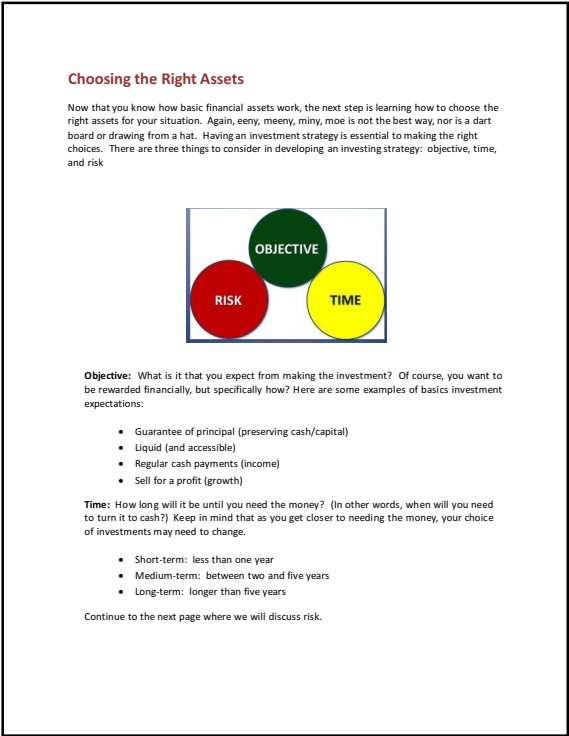 Choosing the Right Assets
Now that you know how basic financial assets work, the next step is learning how to choose the
right assets for your situation.  Again, eeny, meeny, miny, moe is not the best way, nor is a dart
board or drawing from a hat.  Having an investment strategy is essential to making the right
choices.  There are three things to consider in developing an investing strategy:  objective, time,
and risk
OBJECTIVE
RISK
TIME
Objective:  What is it that you expect from making the investment?  Of course, you want to
be rewarded financially, but specifically how? Here are some examples of basics investment
expectations:
• Guarantee of principal (preserving cash/capital)
• Liquid (and accessible)
• Regular cash payments (income)
• Sell for a profit (growth)
Time:  How long will it be until you need the money?  (In other words, when will you need
to turn it to cash?)  Keep in mind that as you get closer to needing the money, your choice
of investments may need to change.
• Short-term:  less than one year
• Medium-term:  between two and five years
• Long-term:  longer than five years
Continue to the next page where we will discuss risk.